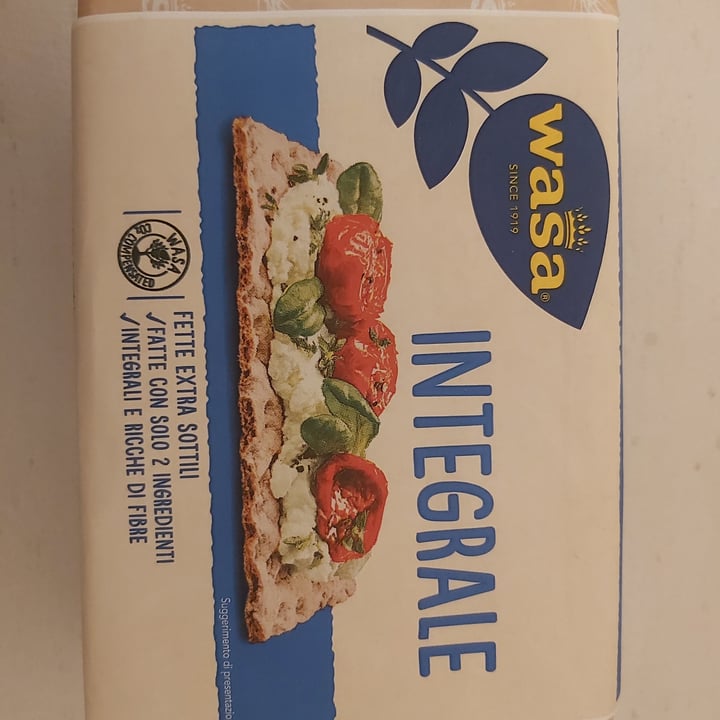 wasa®
SINCE 1919
INTEGRALE
Suggerimento di presentazio
FETTE EXTRA SOTTILI
✓FATTE CON SOLO 2 INGREDIENTI
✓INTEGRALI E RICCHE DI FIBRE
WASA
CO2 COMPENSATED